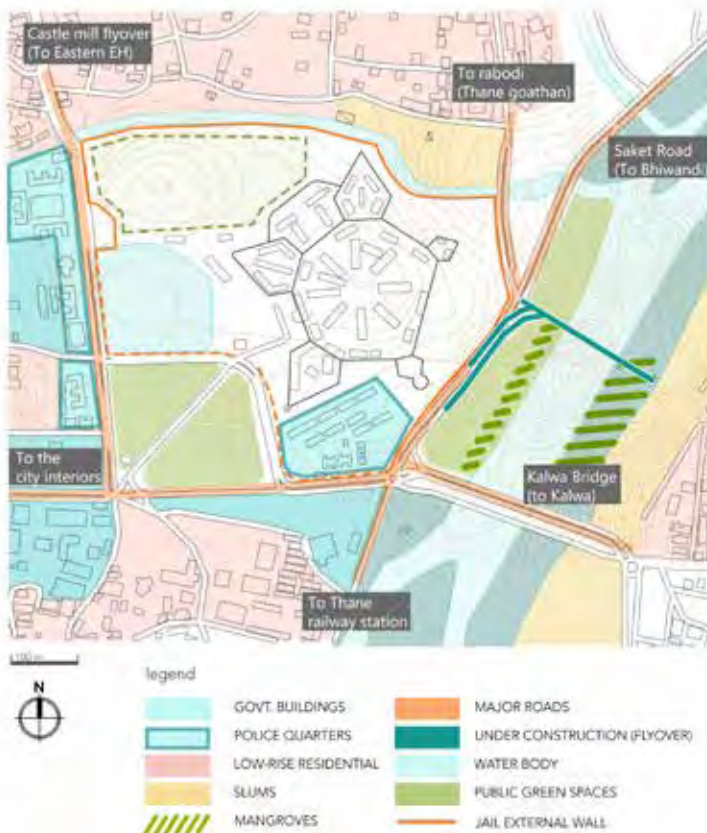 Castle mill flyover
(To Eastern EH)
To rabodi
(Thane goathan)
Saket Road
(To Bhiwandi)
To the
city interiors
Kalwa Bridge
(to Kalwa)
To Thane
railway station
100 m
N
legend
GOVT. BUILDINGS
MAJOR ROADS
POLICE QUARTERS
UNDER CONSTRUCTION (FLYOVER)
LOW-RISE RESIDENTIAL
WATER BODY
SLUMS
PUBLIC GREEN SPACES
MANGROVES
JAIL EXTERNAL WALL